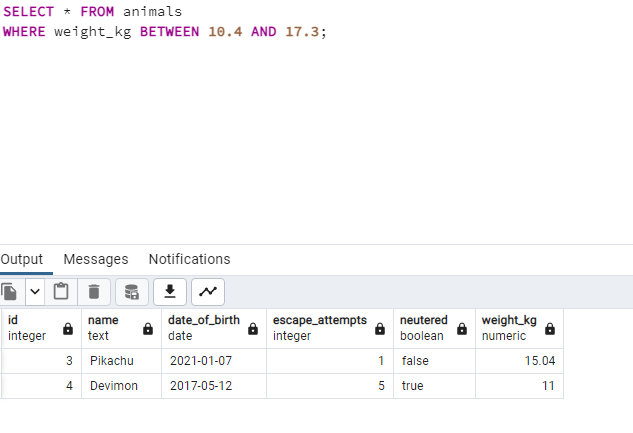 SELECT * FROM animals
WHERE weight_kg BETWEEN 10.4 AND 17.3;
Output Messages Notifications
id name date_of_birth escape_attempts neutered weight_kg
integer text date integer boolean numeric
3 Pikachu 2021-01-07 1 false 15.04
4 Devimon 2017-05-12 5 true 11